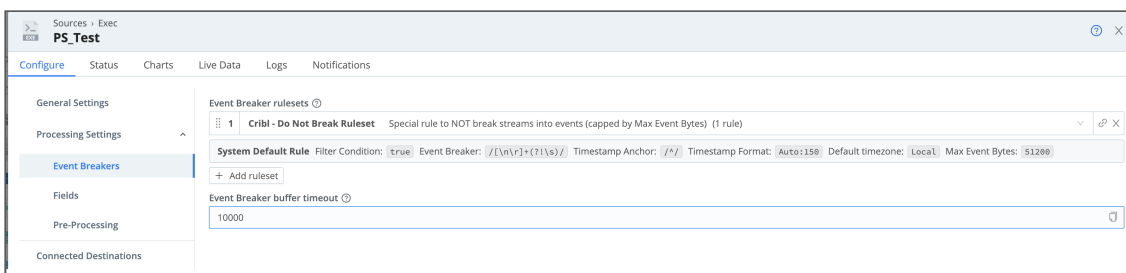 Sources › Exec
PS_Test
EXE
Configure Status Charts Live Data Logs Notifications
General Settings
Processing Settings
Event Breakers
Fields
Pre-Processing
Connected Destinations
Event Breaker rulesets
1 Cribl - Do Not Break Ruleset Special rule to NOT break streams into events (capped by Max Event Bytes) (1 rule)
System Default Rule Filter Condition: true Event Breaker: /[\n\r]+(?!\s)/ Timestamp Anchor: /^/ Timestamp Format: Auto:150 Default timezone: Local Max Event Bytes: 51200
+ Add ruleset
Event Breaker buffer timeout
10000